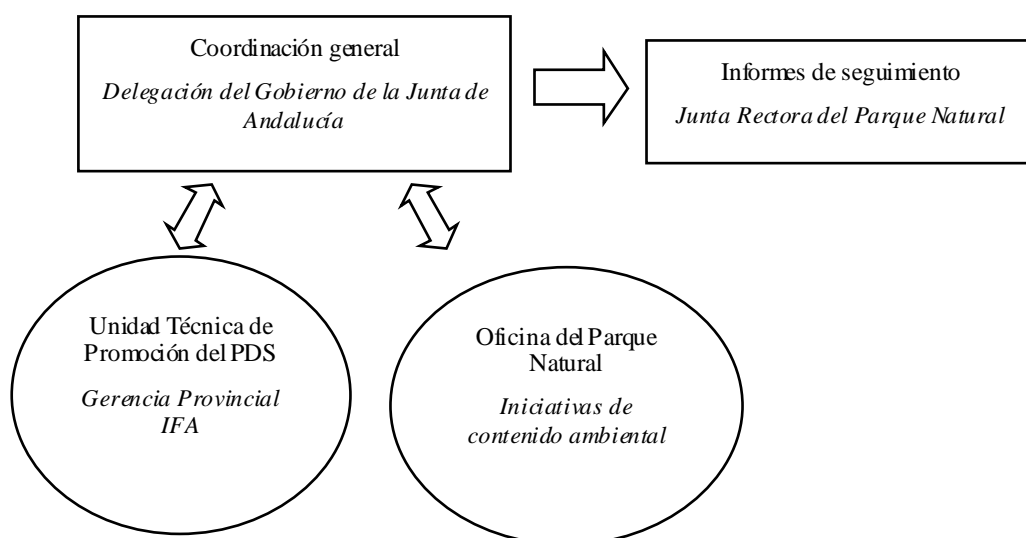 Coordinación general
Delegación del Gobierno de la Junta de
Andalucía
Informes de seguimiento
Junta Rectora del Parque Natural
Unidad Técnica de
Promoción del PDS
Gerencia Provincial
IFA
Oficina del Parque
Natural
Iniciativas de
contenido ambiental